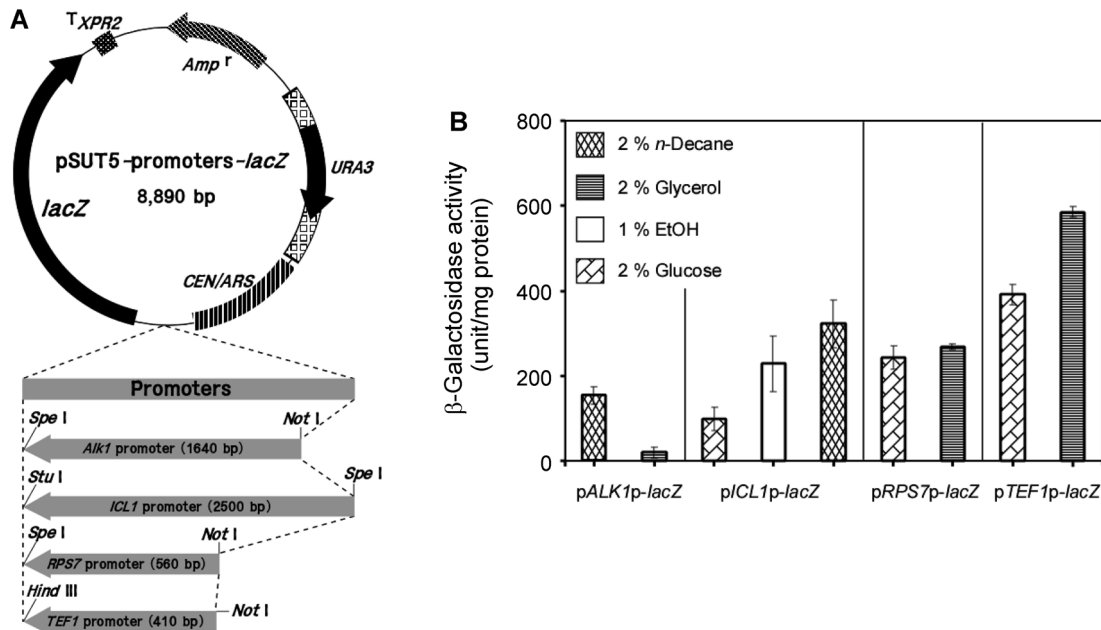 A
T XPR2
Amp r
pSUT5-promoters-lacZ
8,890 bp
URA3
lacZ
CEN/ARS
Promoters
Spe I
Not I
Alk1 promoter (1640 bp)
Stu I
Spe I
ICL1 promoter (2500 bp)
Spe I
Not I
RPS7 promoter (560 bp)
Hind III
Not I
TEF1 promoter (410 bp)
B
β-Galactosidase activity
(unit/mg protein)
800
600
400
200
0
2 % n-Decane
2 % Glycerol
1 % EtOH
2 % Glucose
pALK1p-lacZ
pICL1p-lacZ
pRPS7p-lacZ
pTEF1p-lacZ